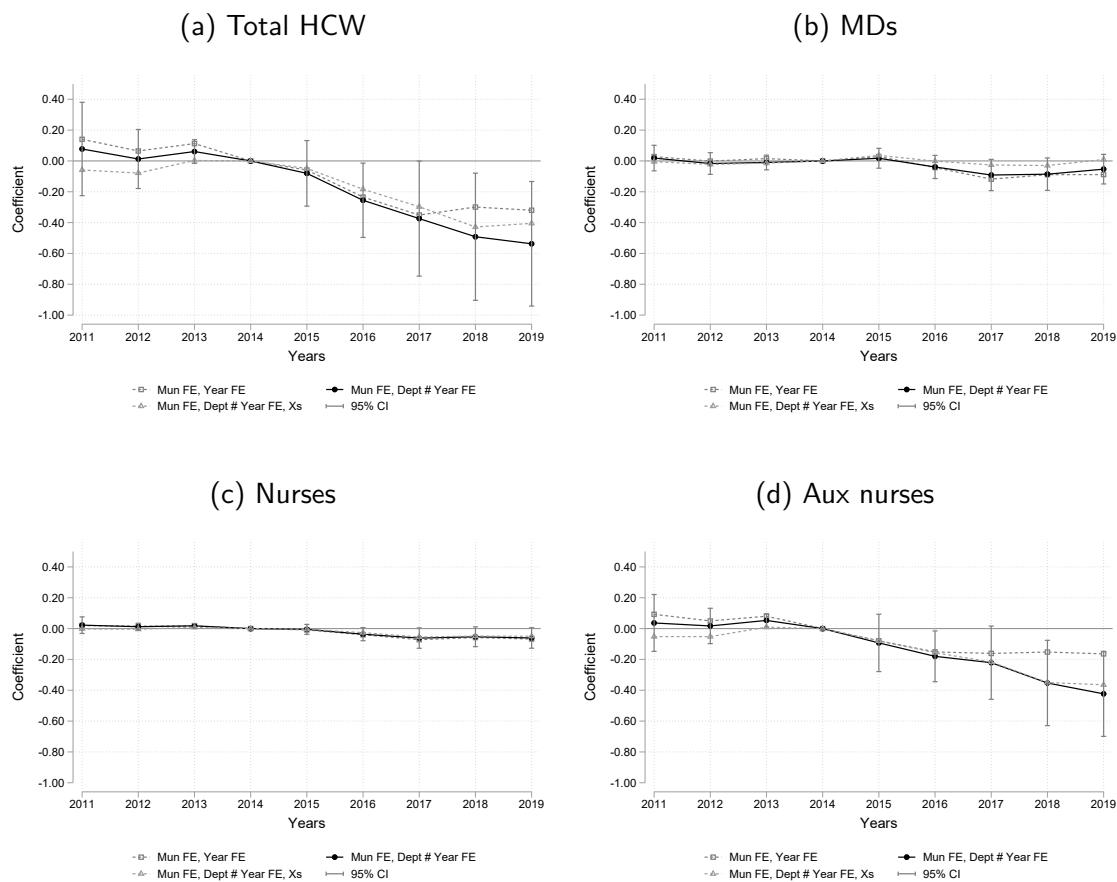 (a) Total HCW
0.40
0.20
0.00
-0.20
-0.40
-0.60
-0.80
-1.00
Coefficient
2011 2012 2013 2014 2015 2016 2017 2018 2019
Years
Mun FE, Year FE
Mun FE, Dept # Year FE
Mun FE, Dept # Year FE, Xs
95% CI
(b) MDs
0.40
0.20
0.00
-0.20
-0.40
-0.60
-0.80
-1.00
Coefficient
2011 2012 2013 2014 2015 2016 2017 2018 2019
Years
Mun FE, Year FE
Mun FE, Dept # Year FE
Mun FE, Dept # Year FE, Xs
95% CI
(c) Nurses
0.40
0.20
0.00
-0.20
-0.40
-0.60
-0.80
-1.00
Coefficient
2011 2012 2013 2014 2015 2016 2017 2018 2019
Years
Mun FE, Year FE
Mun FE, Dept # Year FE
Mun FE, Dept # Year FE, Xs
95% CI
(d) Aux nurses
0.40
0.20
0.00
-0.20
-0.40
-0.60
-0.80
-1.00
Coefficient
2011 2012 2013 2014 2015 2016 2017 2018 2019
Years
Mun FE, Year FE
Mun FE, Dept # Year FE
Mun FE, Dept # Year FE, Xs
95% CI